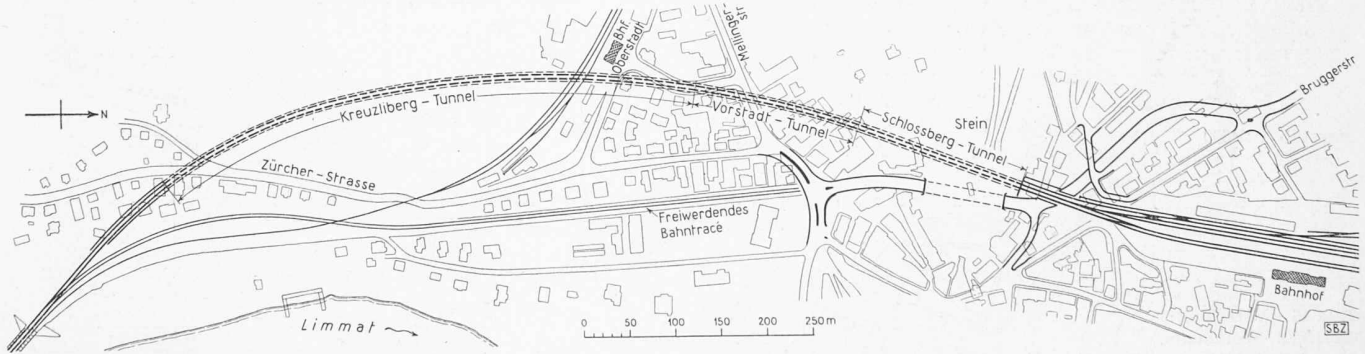 Bhf
Oberstadt
Mellinger-
str
Bruggerstr
N
Kreuzliberg-Tunnel
Vorstadt-Tunnel
Schlossberg-Tunnel
Stein
Zürcher-Strasse
Freiwerdendes
Bahntracé
Bahnhof
Limmat
0 50 100 150 200 250m
SBZ